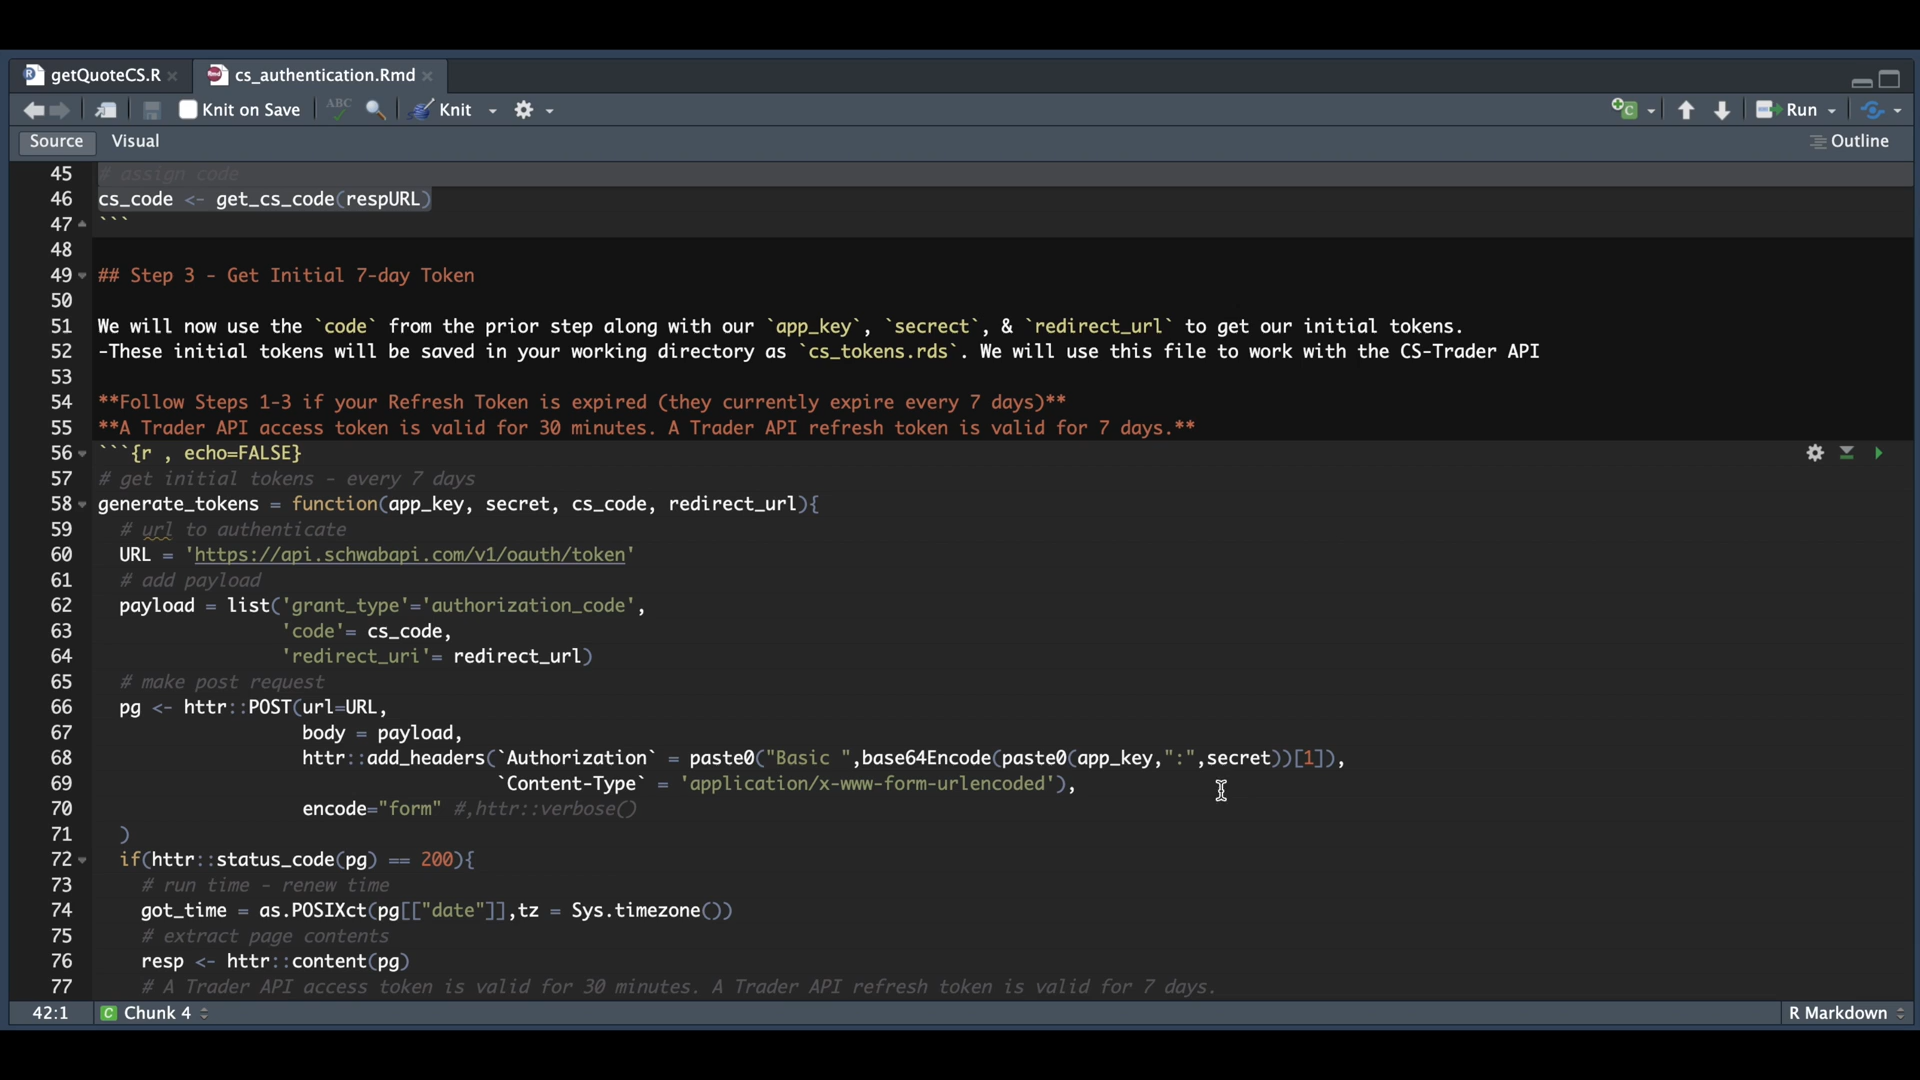 getQuoteCS.R cs_authentication.Rmd
Knit on Save ABC Knit Run
Source Visual Outline
45 # assign code
46 cs_code <- get_cs_code(respURL)
47 ```
48
49 ## Step 3 - Get Initial 7-day Token
50
51 We will now use the `code` from the prior step along with our `app_key`, `secrect`, & `redirect_url` to get our initial tokens.
52 -These initial tokens will be saved in your working directory as `cs_tokens.rds`. We will use this file to work with the CS-Trader API
53
54 **Follow Steps 1-3 if your Refresh Token is expired (they currently expire every 7 days)**
55 **A Trader API access token is valid for 30 minutes. A Trader API refresh token is valid for 7 days.**
56 ```{r , echo=FALSE}
57 # get initial tokens - every 7 days
58 generate_tokens = function(app_key, secret, cs_code, redirect_url){
59   # url to authenticate
60   URL = 'https://api.schwabapi.com/v1/oauth/token'
61   # add payload
62   payload = list('grant_type'='authorization_code',
63                  'code'= cs_code,
64                  'redirect_uri'= redirect_url)
65   # make post request
66   pg <- httr::POST(url=URL,
67                    body = payload,
68                    httr::add_headers(`Authorization` = paste0("Basic ",base64Encode(paste0(app_key,":",secret))[1]),
69                                      `Content-Type` = 'application/x-www-form-urlencoded'),
70                    encode="form" #,httr::verbose()
71   )
72   if(httr::status_code(pg) == 200){
73     # run time - renew time
74     got_time = as.POSIXct(pg[["date"]],tz = Sys.timezone())
75     # extract page contents
76     resp <- httr::content(pg)
77     # A Trader API access token is valid for 30 minutes. A Trader API refresh token is valid for 7 days.
42:1 C Chunk 4 R Markdown